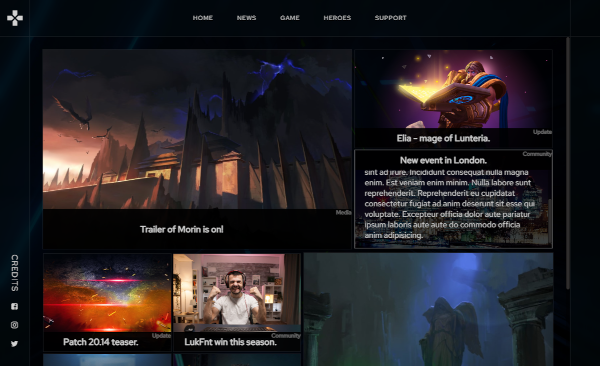 HOME NEWS GAME HEROES SUPPORT
Update
Elia - mage of Lunteria.
Community
New event in London.
sint ad irure. Incididunt consequat nulla magna
enim. Est veniam enim minim. Nulla labore sunt
reprehenderit. Reprehenderit eu cupidatat
consectetur fugiat ad anim deserunt sit esse qui
voluptate. Excepteur officia dolor aute pariatur
ipsum laboris aute aute do commodo officia
anim adipisicing.
Media
Trailer of Morin is on!
CREDITS
Update
Patch 20.14 teaser.
Community
LukFnt win this season.